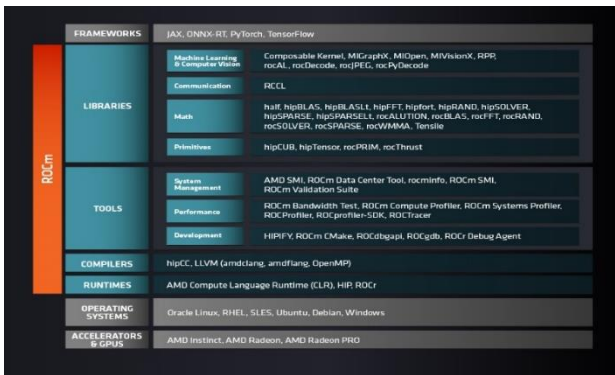 FRAMEWORKS
JAX, ONNX-RT, PyTorch, TensorFlow
ROCm
LIBRARIES
Machine Learning
& Computer Vision
Composable Kernel, MIGraphX, MIOpen, MIVisionX, RPP,
rocAL, rocDecode, rocJPEG, rocPyDecode
Communication
RCCL
Math
half, hipBLAS, hipBLASLt, hipFFT, hipfort, hipRAND, hipSOLVER,
hipSPARSE, hipSPARSELt, rocALUTION, rocBLAS, rocFFT, rocRAND,
rocSOLVER, rocSPARSE, rocWMMA, Tensile
Primitives
hipCUB, hipTensor, rocPRIM, rocThrust
TOOLS
System
Management
AMD SMI, ROCm Data Center Tool, rocminfo, ROCm SMI,
ROCm Validation Suite
Performance
ROCm Bandwidth Test, ROCm Compute Profiler, ROCm Systems Profiler,
ROCProfiler, ROCprofiler-SDK, ROCTracer
Development
HIPIFY, ROCm CMake, ROCdbgapi, ROCgdb, ROCr Debug Agent
COMPILERS
hipCC, LLVM (amdclang, amdflang, OpenMP)
RUNTIMES
AMD Compute Language Runtime (CLR), HIP, ROCr
OPERATING
SYSTEMS
Oracle Linux, RHEL, SLES, Ubuntu, Debian, Windows
ACCELERATORS
& GPUS
AMD Instinct, AMD Radeon, AMD Radeon PRO